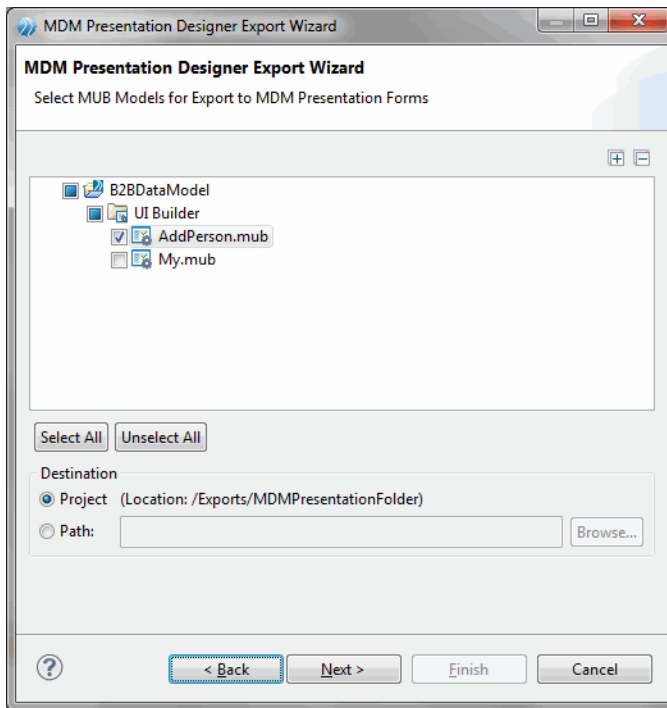 MDM Presentation Designer Export Wizard
MDM Presentation Designer Export Wizard
Select MUB Models for Export to MDM Presentation Forms
B2BDataModel
UI Builder
AddPerson.mub
My.mub
Select All Unselect All
Destination
Project (Location: /Exports/MDMPresentationFolder)
Path: Browse...
< Back Next > Finish Cancel